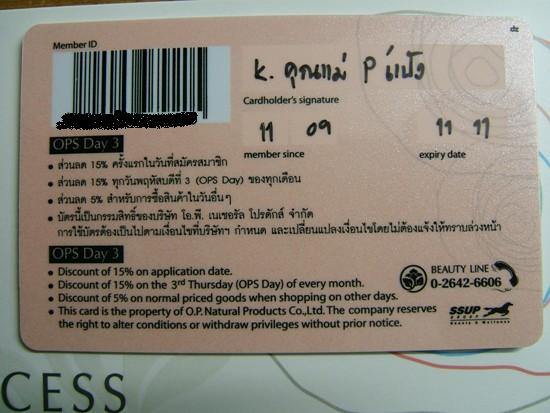 Member ID
K. คุณแม่ P'แป้ง
Cardholder's signature
11 09
member since
11 11
expiry date
OPS Day 3
• ส่วนลด 15% ครั้งแรกในวันที่สมัครสมาชิก
• ส่วนลด 15% ทุกวันพฤหัสบดีที่ 3 (OPS Day) ของทุกเดือน
• ส่วนลด 5% สำหรับการซื้อสินค้าในวันอื่นๆ
• บัตรนี้เป็นกรรมสิทธิ์ของบริษัท โอ.พี. เนเชอรัล โปรดักส์ จำกัด
การใช้บัตรต้องเป็นไปตามเงื่อนไขที่บริษัทฯ กำหนด และเปลี่ยนแปลงเงื่อนไขโดยไม่ต้องแจ้งให้ทราบล่วงหน้า
OPS Day 3
• Discount of 15% on application date.
• Discount of 15% on the 3rd Thursday (OPS Day) of every month.
• Discount of 5% on normal priced goods when shopping on other days.
• This card is the property of O.P. Natural Products Co.,Ltd. The company reserves
the right to alter conditions or withdraw privileges without prior notice.
BEAUTY LINE
0-2642-6606
SSUP
GROUP
Beauty & Wellness
CESS